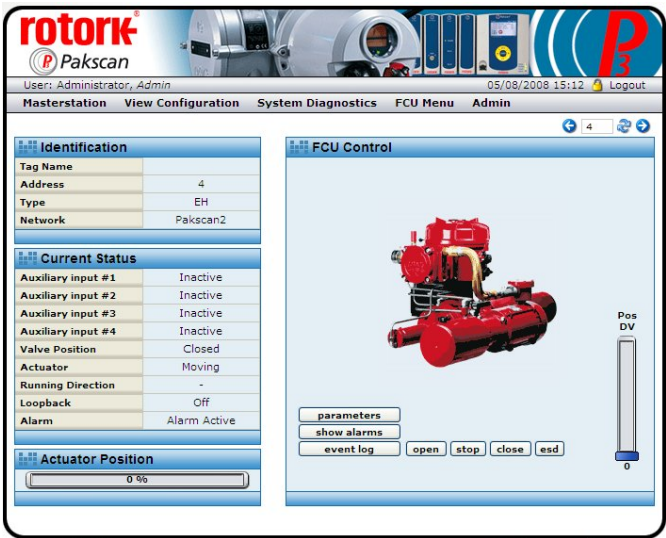 rotork
Pakscan
P3
User: Administrator, Admin
05/08/2008 15:12 Logout
Masterstation View Configuration System Diagnostics FCU Menu Admin
4
Identification
Tag Name
Address 4
Type EH
Network Pakscan2
Current Status
Auxiliary input #1 Inactive
Auxiliary input #2 Inactive
Auxiliary input #3 Inactive
Auxiliary input #4 Inactive
Valve Position Closed
Actuator Moving
Running Direction -
Loopback Off
Alarm Alarm Active
Actuator Position
0 %
FCU Control
Pos
DV
0
parameters
show alarms
event log open stop close esd